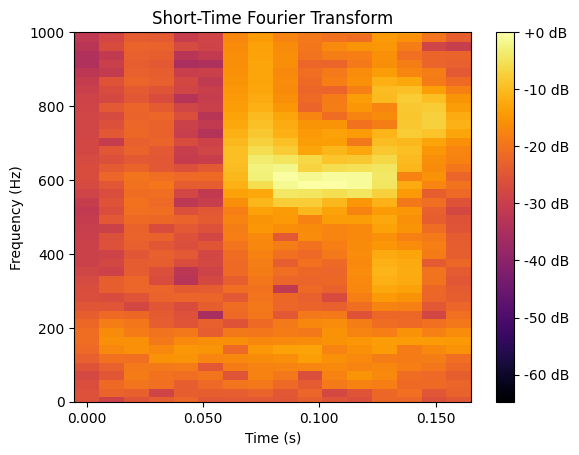 Short-Time Fourier Transform
1000
800
600
400
200
0
Frequency (Hz)
0.000
0.050
0.100
0.150
Time (s)
+0 dB
-10 dB
-20 dB
-30 dB
-40 dB
-50 dB
-60 dB